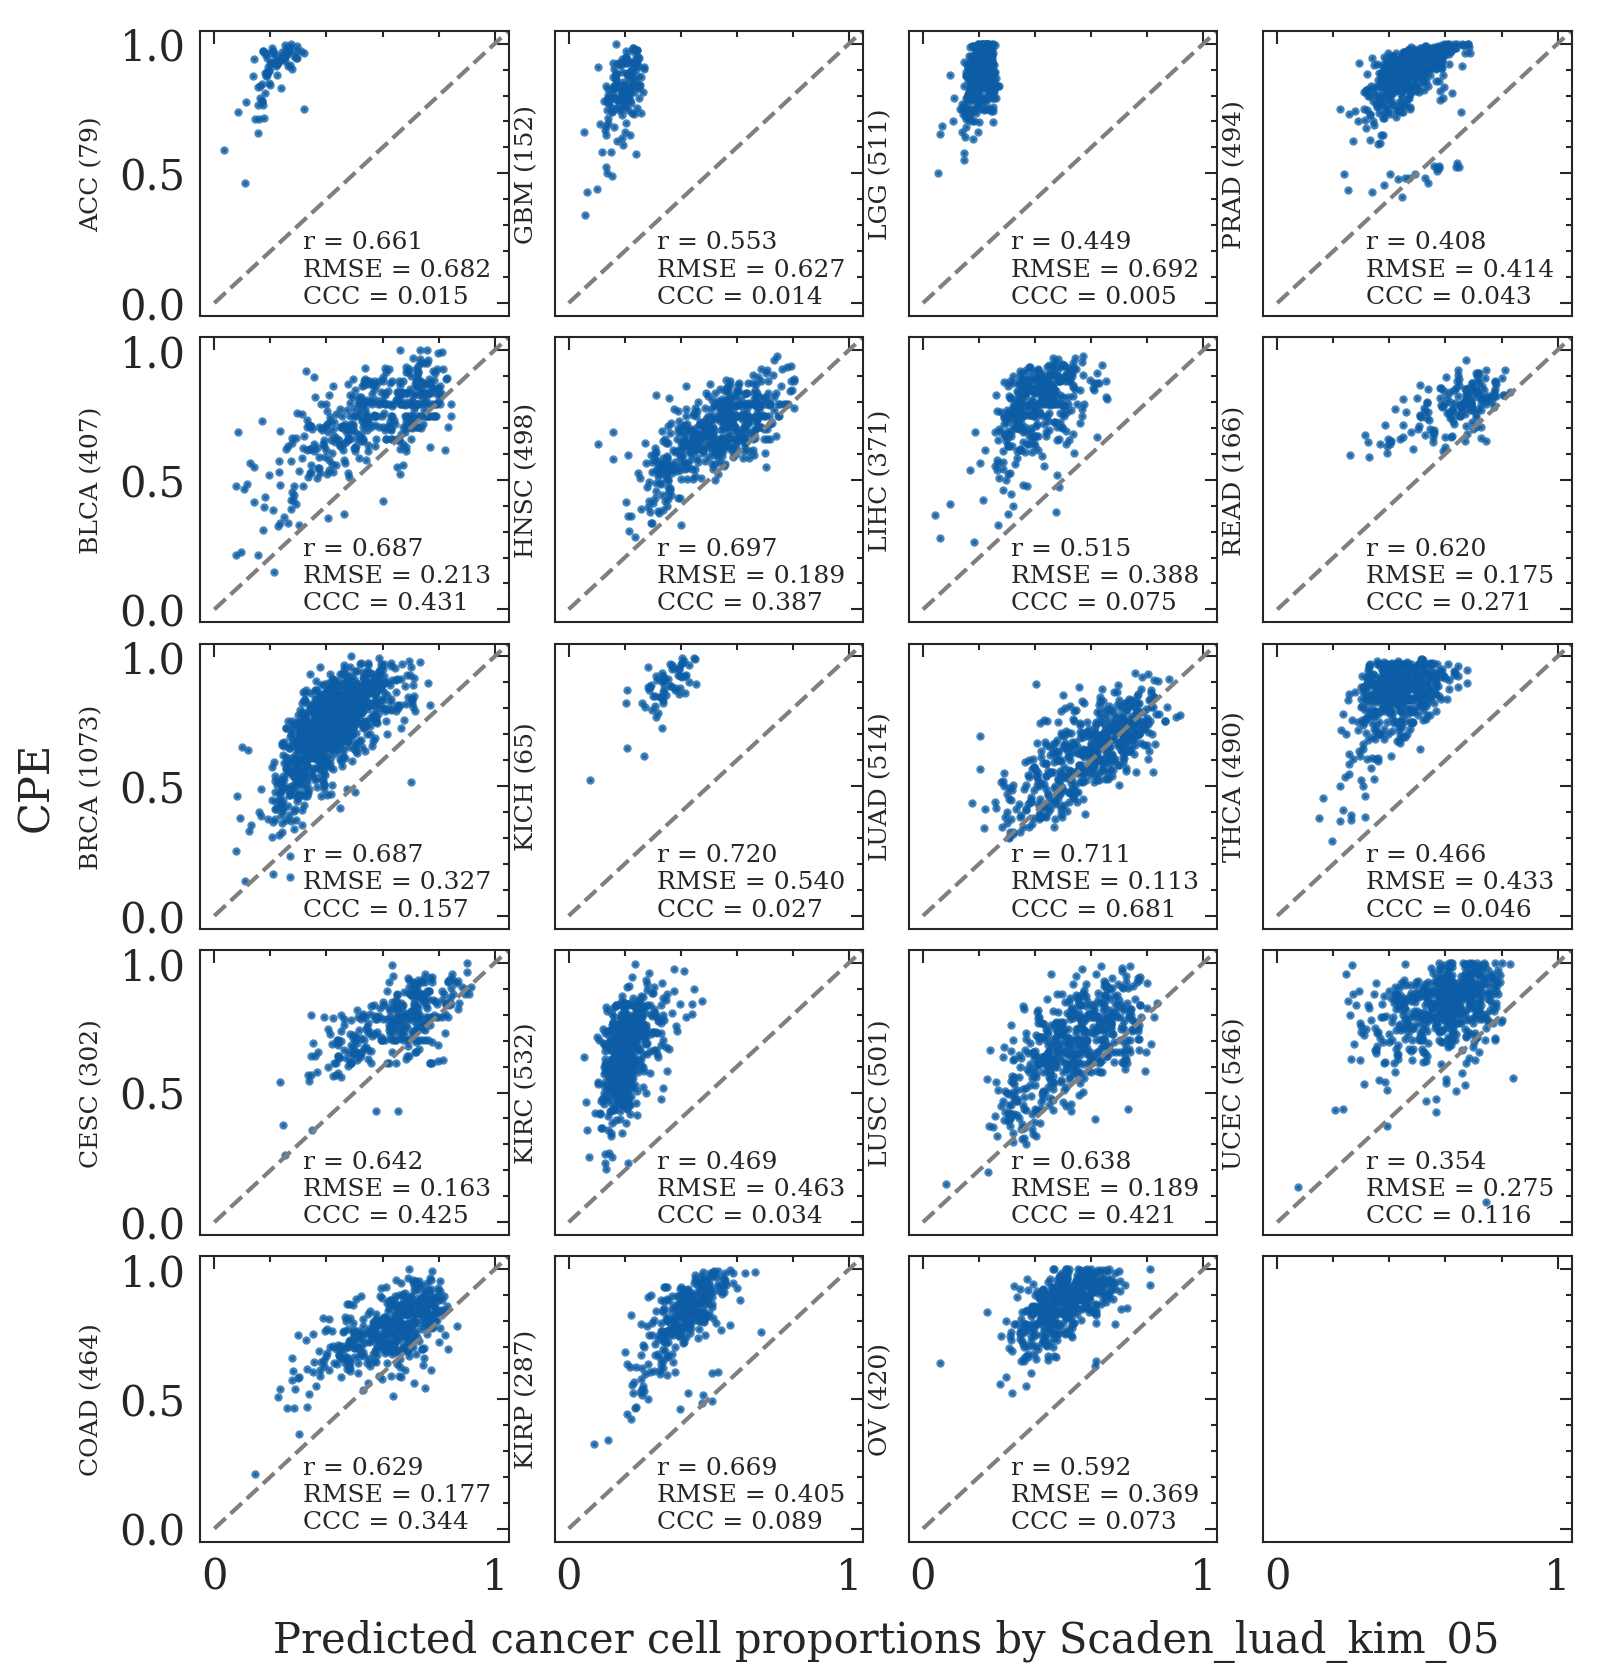 CPE
1.0
0.5
0.0
ACC (79)
r = 0.661
RMSE = 0.682
CCC = 0.015
GBM (152)
r = 0.553
RMSE = 0.627
CCC = 0.014
LGG (511)
r = 0.449
RMSE = 0.692
CCC = 0.005
PRAD (494)
r = 0.408
RMSE = 0.414
CCC = 0.043
1.0
0.5
0.0
BLCA (407)
r = 0.687
RMSE = 0.213
CCC = 0.431
HNSC (498)
r = 0.697
RMSE = 0.189
CCC = 0.387
LIHC (371)
r = 0.515
RMSE = 0.388
CCC = 0.075
READ (166)
r = 0.620
RMSE = 0.175
CCC = 0.271
1.0
0.5
0.0
BRCA (1073)
r = 0.687
RMSE = 0.327
CCC = 0.157
KICH (65)
r = 0.720
RMSE = 0.540
CCC = 0.027
LUAD (514)
r = 0.711
RMSE = 0.113
CCC = 0.681
THCA (490)
r = 0.466
RMSE = 0.433
CCC = 0.046
1.0
0.5
0.0
CESC (302)
r = 0.642
RMSE = 0.163
CCC = 0.425
KIRC (532)
r = 0.469
RMSE = 0.463
CCC = 0.034
LUSC (501)
r = 0.638
RMSE = 0.189
CCC = 0.421
UCEC (546)
r = 0.354
RMSE = 0.275
CCC = 0.116
1.0
0.5
0.0
COAD (464)
r = 0.629
RMSE = 0.177
CCC = 0.344
KIRP (287)
r = 0.669
RMSE = 0.405
CCC = 0.089
OV (420)
r = 0.592
RMSE = 0.369
CCC = 0.073
0 1 0 1 0 1 0 1
Predicted cancer cell proportions by Scaden_luad_kim_05